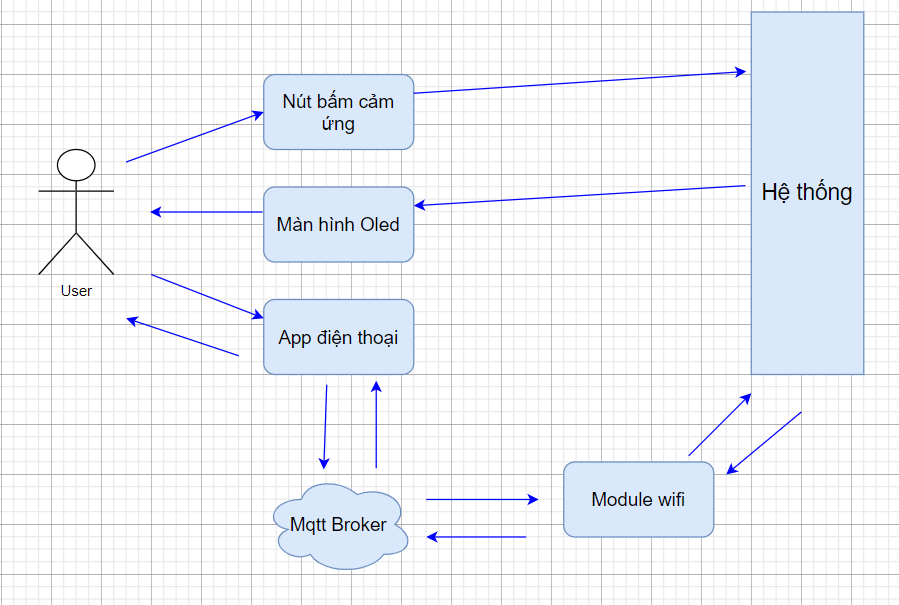 Nút bấm cảm
ứng
Hệ thống
Màn hình Oled
User
App điện thoại
Module wifi
Mqtt Broker